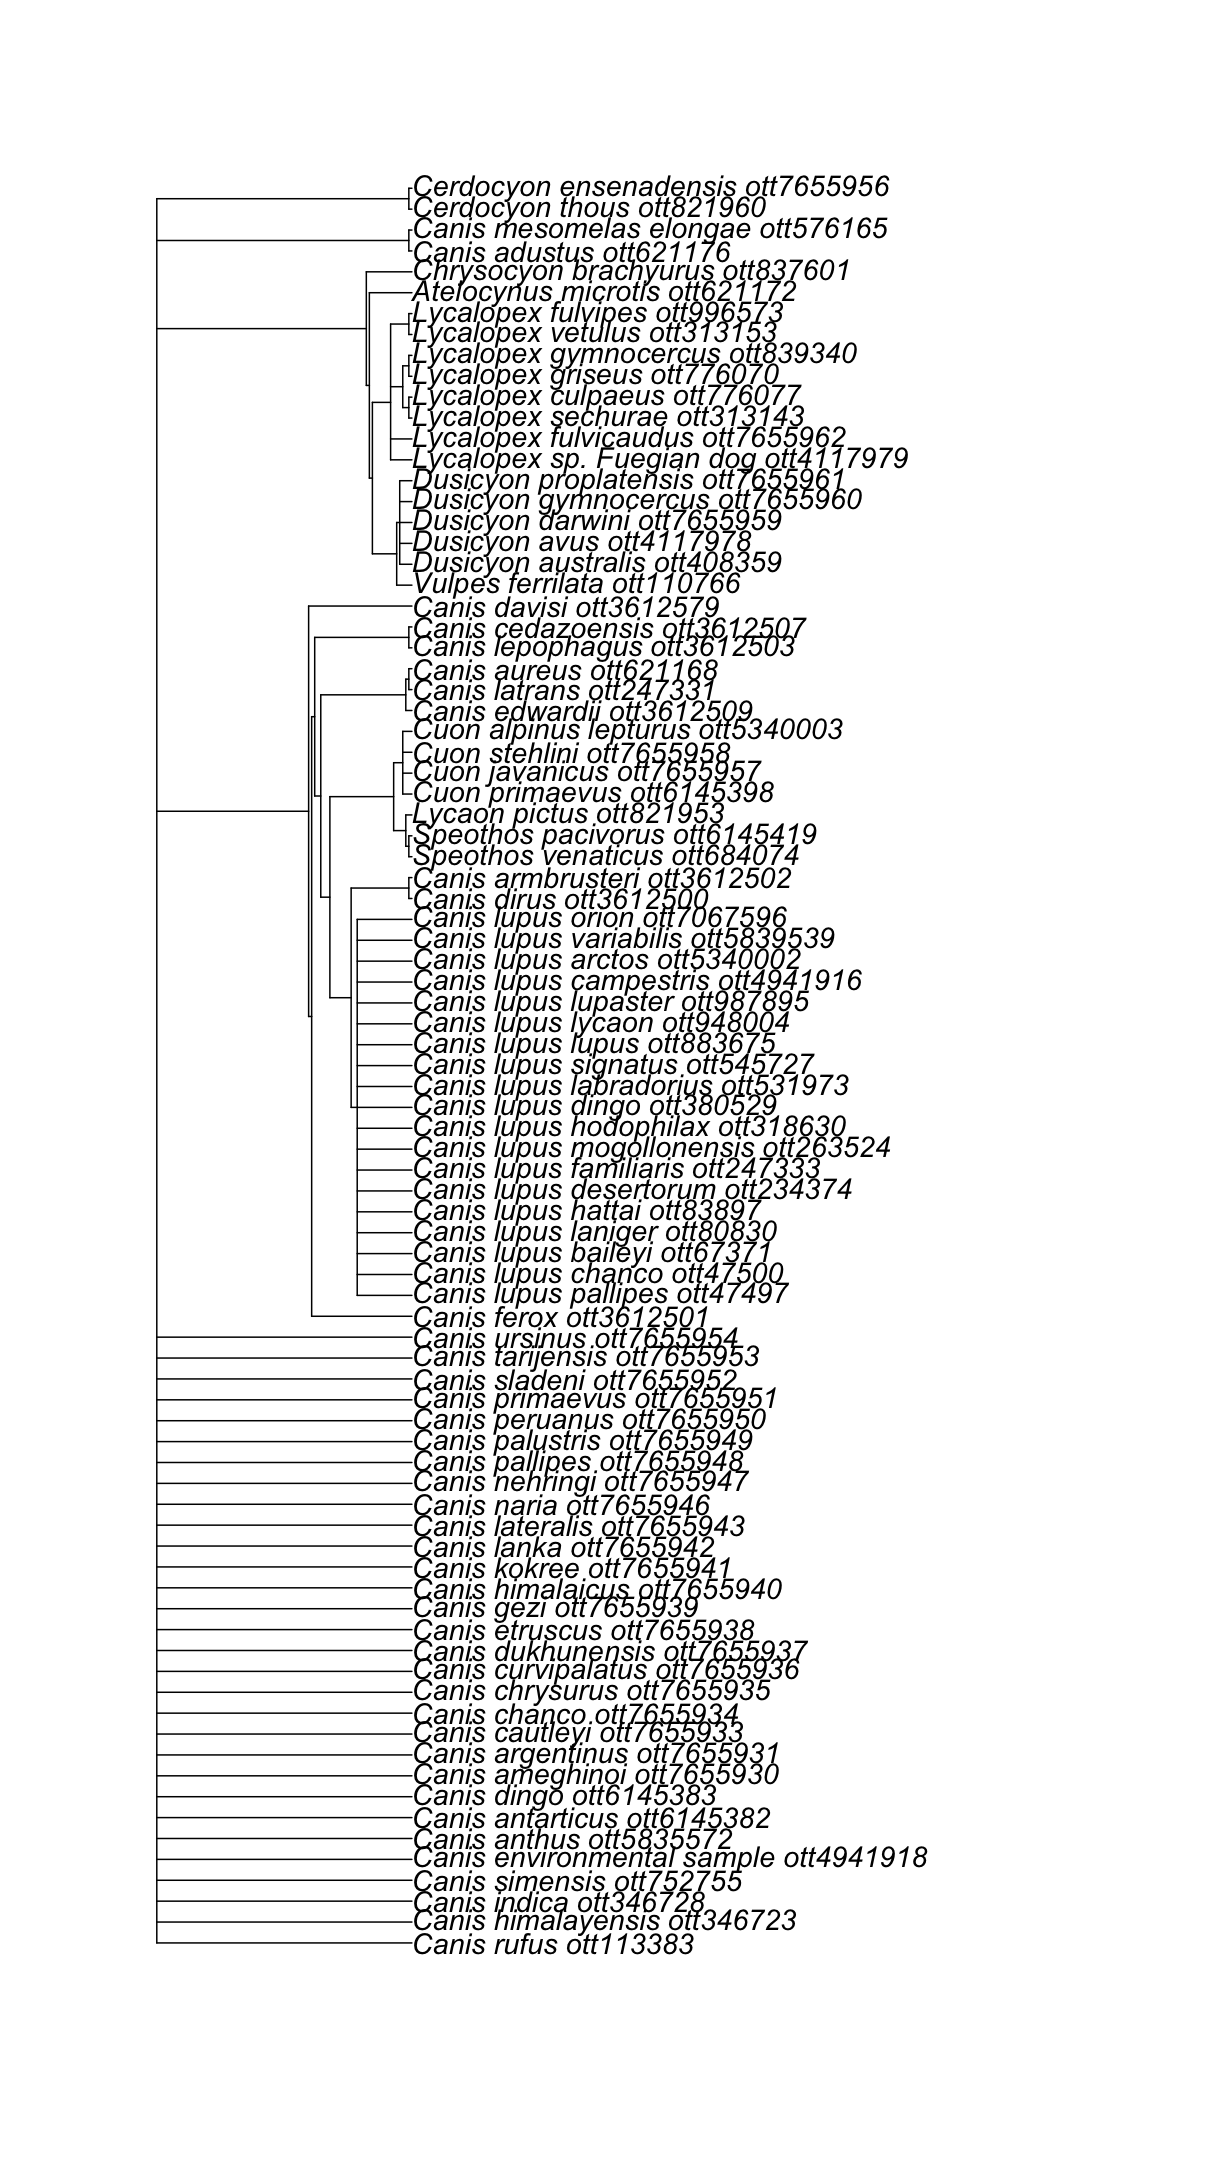 Cerdocyon ensenadensis ott7655956
Cerdocyon thous ott821960
Canis mesomelas elongae ott576165
Canis adustus ott621176
Chrysocyon brachyurus ott837601
Atelocynus microtis ott621172
Lycalopex fulvipes ott996573
Lycalopex vetulus ott313153
Lycalopex gymnocercus ott839340
Lycalopex griseus ott776070
Lycalopex culpaeus ott776077
Lycalopex sechurae ott313143
Lycalopex fulvicaudus ott7655962
Lycalopex sp. Fuegian dog ott4117979
Dusicyon proplatensis ott7655961
Dusicyon gymnocercus ott7655960
Dusicyon darwini ott7655959
Dusicyon avus ott4117978
Dusicyon australis ott408359
Vulpes ferrilata ott110766
Canis davisi ott3612579
Canis cedazoensis ott3612507
Canis lepophagus ott3612503
Canis aureus ott621168
Canis latrans ott247331
Canis edwardii ott3612509
Cuon alpinus lepturus ott5340003
Cuon stehlini ott7655958
Cuon javanicus ott7655957
Cuon primaevus ott6145398
Lycaon pictus ott821953
Speothos pacivorus ott6145419
Speothos venaticus ott684074
Canis armbrusteri ott3612502
Canis dirus ott3612500
Canis lupus orion ott7067596
Canis lupus variabilis ott5839539
Canis lupus arctos ott5340002
Canis lupus campestris ott4941916
Canis lupus lupaster ott987895
Canis lupus lycaon ott948004
Canis lupus lupus ott883675
Canis lupus signatus ott545727
Canis lupus labradorius ott531973
Canis lupus dingo ott380529
Canis lupus hodophilax ott318630
Canis lupus mogollonensis ott263524
Canis lupus familiaris ott247333
Canis lupus desertorum ott234374
Canis lupus hattai ott83897
Canis lupus laniger ott80830
Canis lupus baileyi ott67371
Canis lupus chanco ott47500
Canis lupus pallipes ott47497
Canis ferox ott3612501
Canis ursinus ott7655954
Canis tarijensis ott7655953
Canis sladeni ott7655952
Canis primaevus ott7655951
Canis peruanus ott7655950
Canis palustris ott7655949
Canis pallipes ott7655948
Canis nehringi ott7655947
Canis naria ott7655946
Canis lateralis ott7655943
Canis lanka ott7655942
Canis kokree ott7655941
Canis himalaicus ott7655940
Canis gezi ott7655939
Canis etruscus ott7655938
Canis dukhunensis ott7655937
Canis curvipalatus ott7655936
Canis chrysurus ott7655935
Canis chanco ott7655934
Canis cautleyi ott7655933
Canis argentinus ott7655931
Canis ameghinoi ott7655930
Canis dingo ott6145383
Canis antarticus ott6145382
Canis anthus ott5835572
Canis environmental sample ott4941918
Canis simensis ott752755
Canis indica ott346728
Canis himalayensis ott346723
Canis rufus ott113383